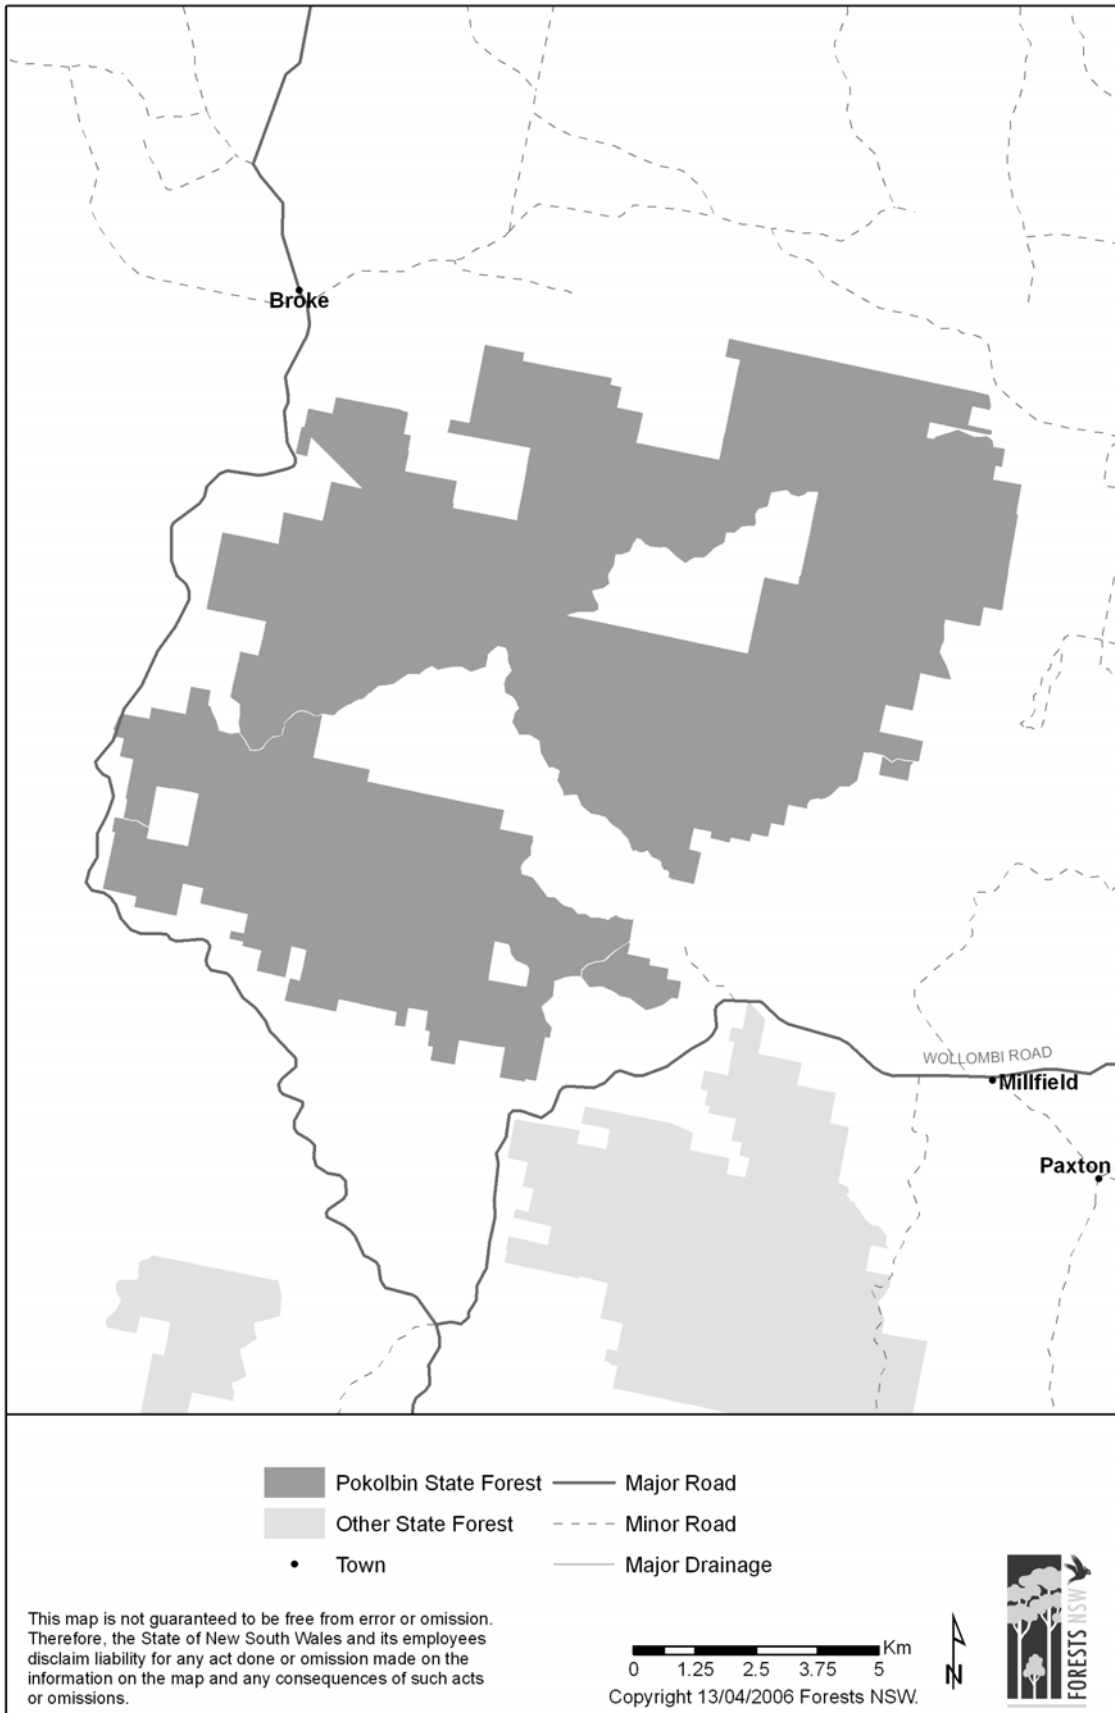 Broke
WOLLOMBI ROAD
Millfield
Paxton
Pokolbin State Forest
Major Road
Other State Forest
Minor Road
Town
Major Drainage
This map is not guaranteed to be free from error or omission.
Therefore, the State of New South Wales and its employees
disclaim liability for any act done or omission made on the
information on the map and any consequences of such acts
or omissions.
Km
0 1.25 2.5 3.75 5
Copyright 13/04/2006 Forests NSW.
N
FORESTS NSW